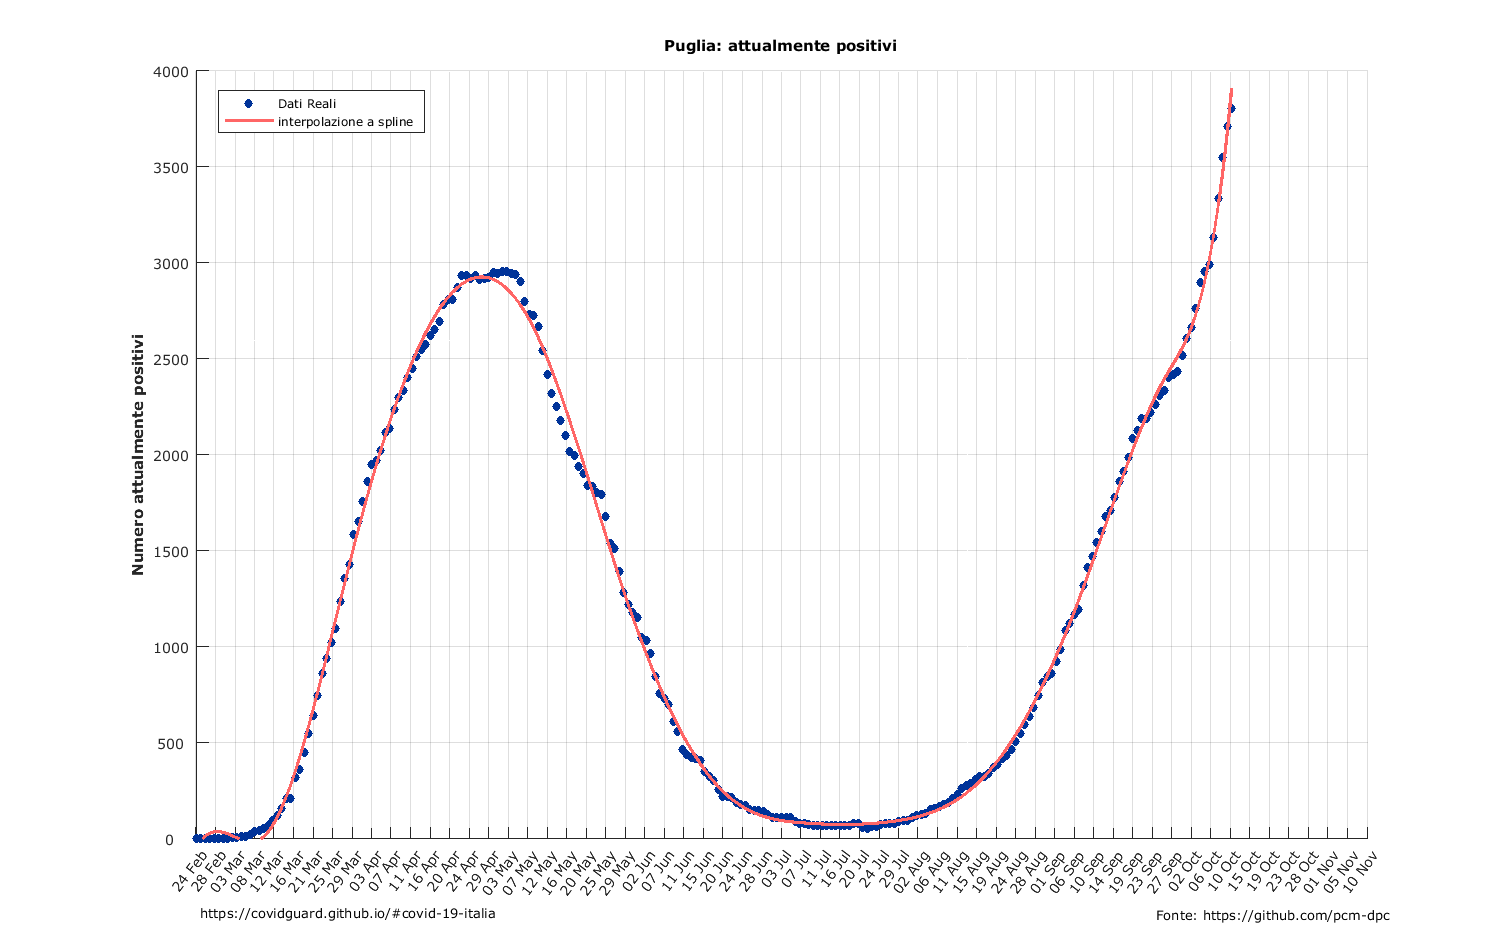 Puglia: attualmente positivi
4000
3500
3000
2500
2000
1500
1000
500
0
Numero attualmente positivi
Dati Reali
interpolazione a spline
24 Feb
28 Feb
03 Mar
08 Mar
12 Mar
16 Mar
21 Mar
25 Mar
29 Mar
03 Apr
07 Apr
11 Apr
16 Apr
20 Apr
24 Apr
29 Apr
03 May
07 May
12 May
16 May
20 May
25 May
29 May
02 Jun
07 Jun
11 Jun
15 Jun
20 Jun
24 Jun
28 Jun
03 Jul
07 Jul
11 Jul
16 Jul
20 Jul
24 Jul
29 Jul
02 Aug
06 Aug
11 Aug
15 Aug
19 Aug
24 Aug
28 Aug
01 Sep
06 Sep
10 Sep
14 Sep
19 Sep
23 Sep
27 Sep
02 Oct
06 Oct
10 Oct
15 Oct
19 Oct
23 Oct
28 Oct
01 Nov
05 Nov
10 Nov
https://covidguard.github.io/#covid-19-italia
Fonte: https://github.com/pcm-dpc